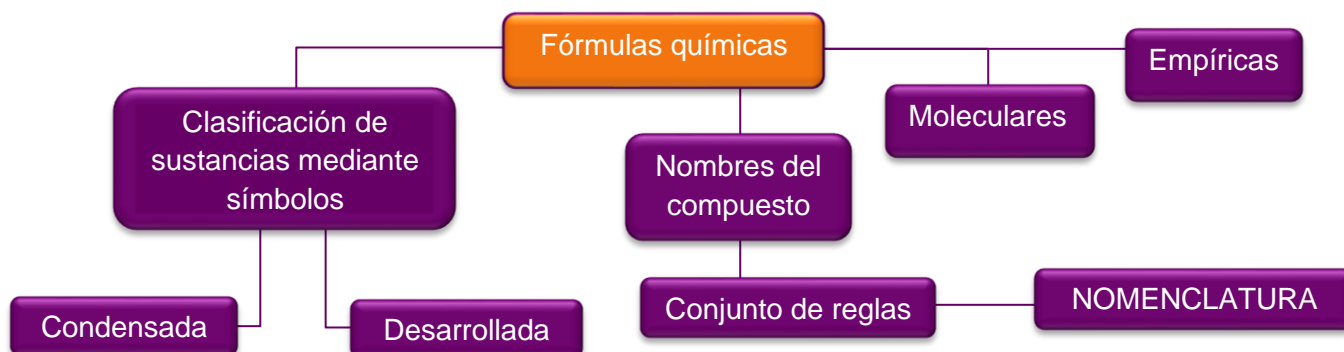 Fórmulas químicas
Empíricas
Moleculares
Clasificación de
sustancias mediante
símbolos
Nombres del
compuesto
Conjunto de reglas
NOMENCLATURA
Condensada
Desarrollada